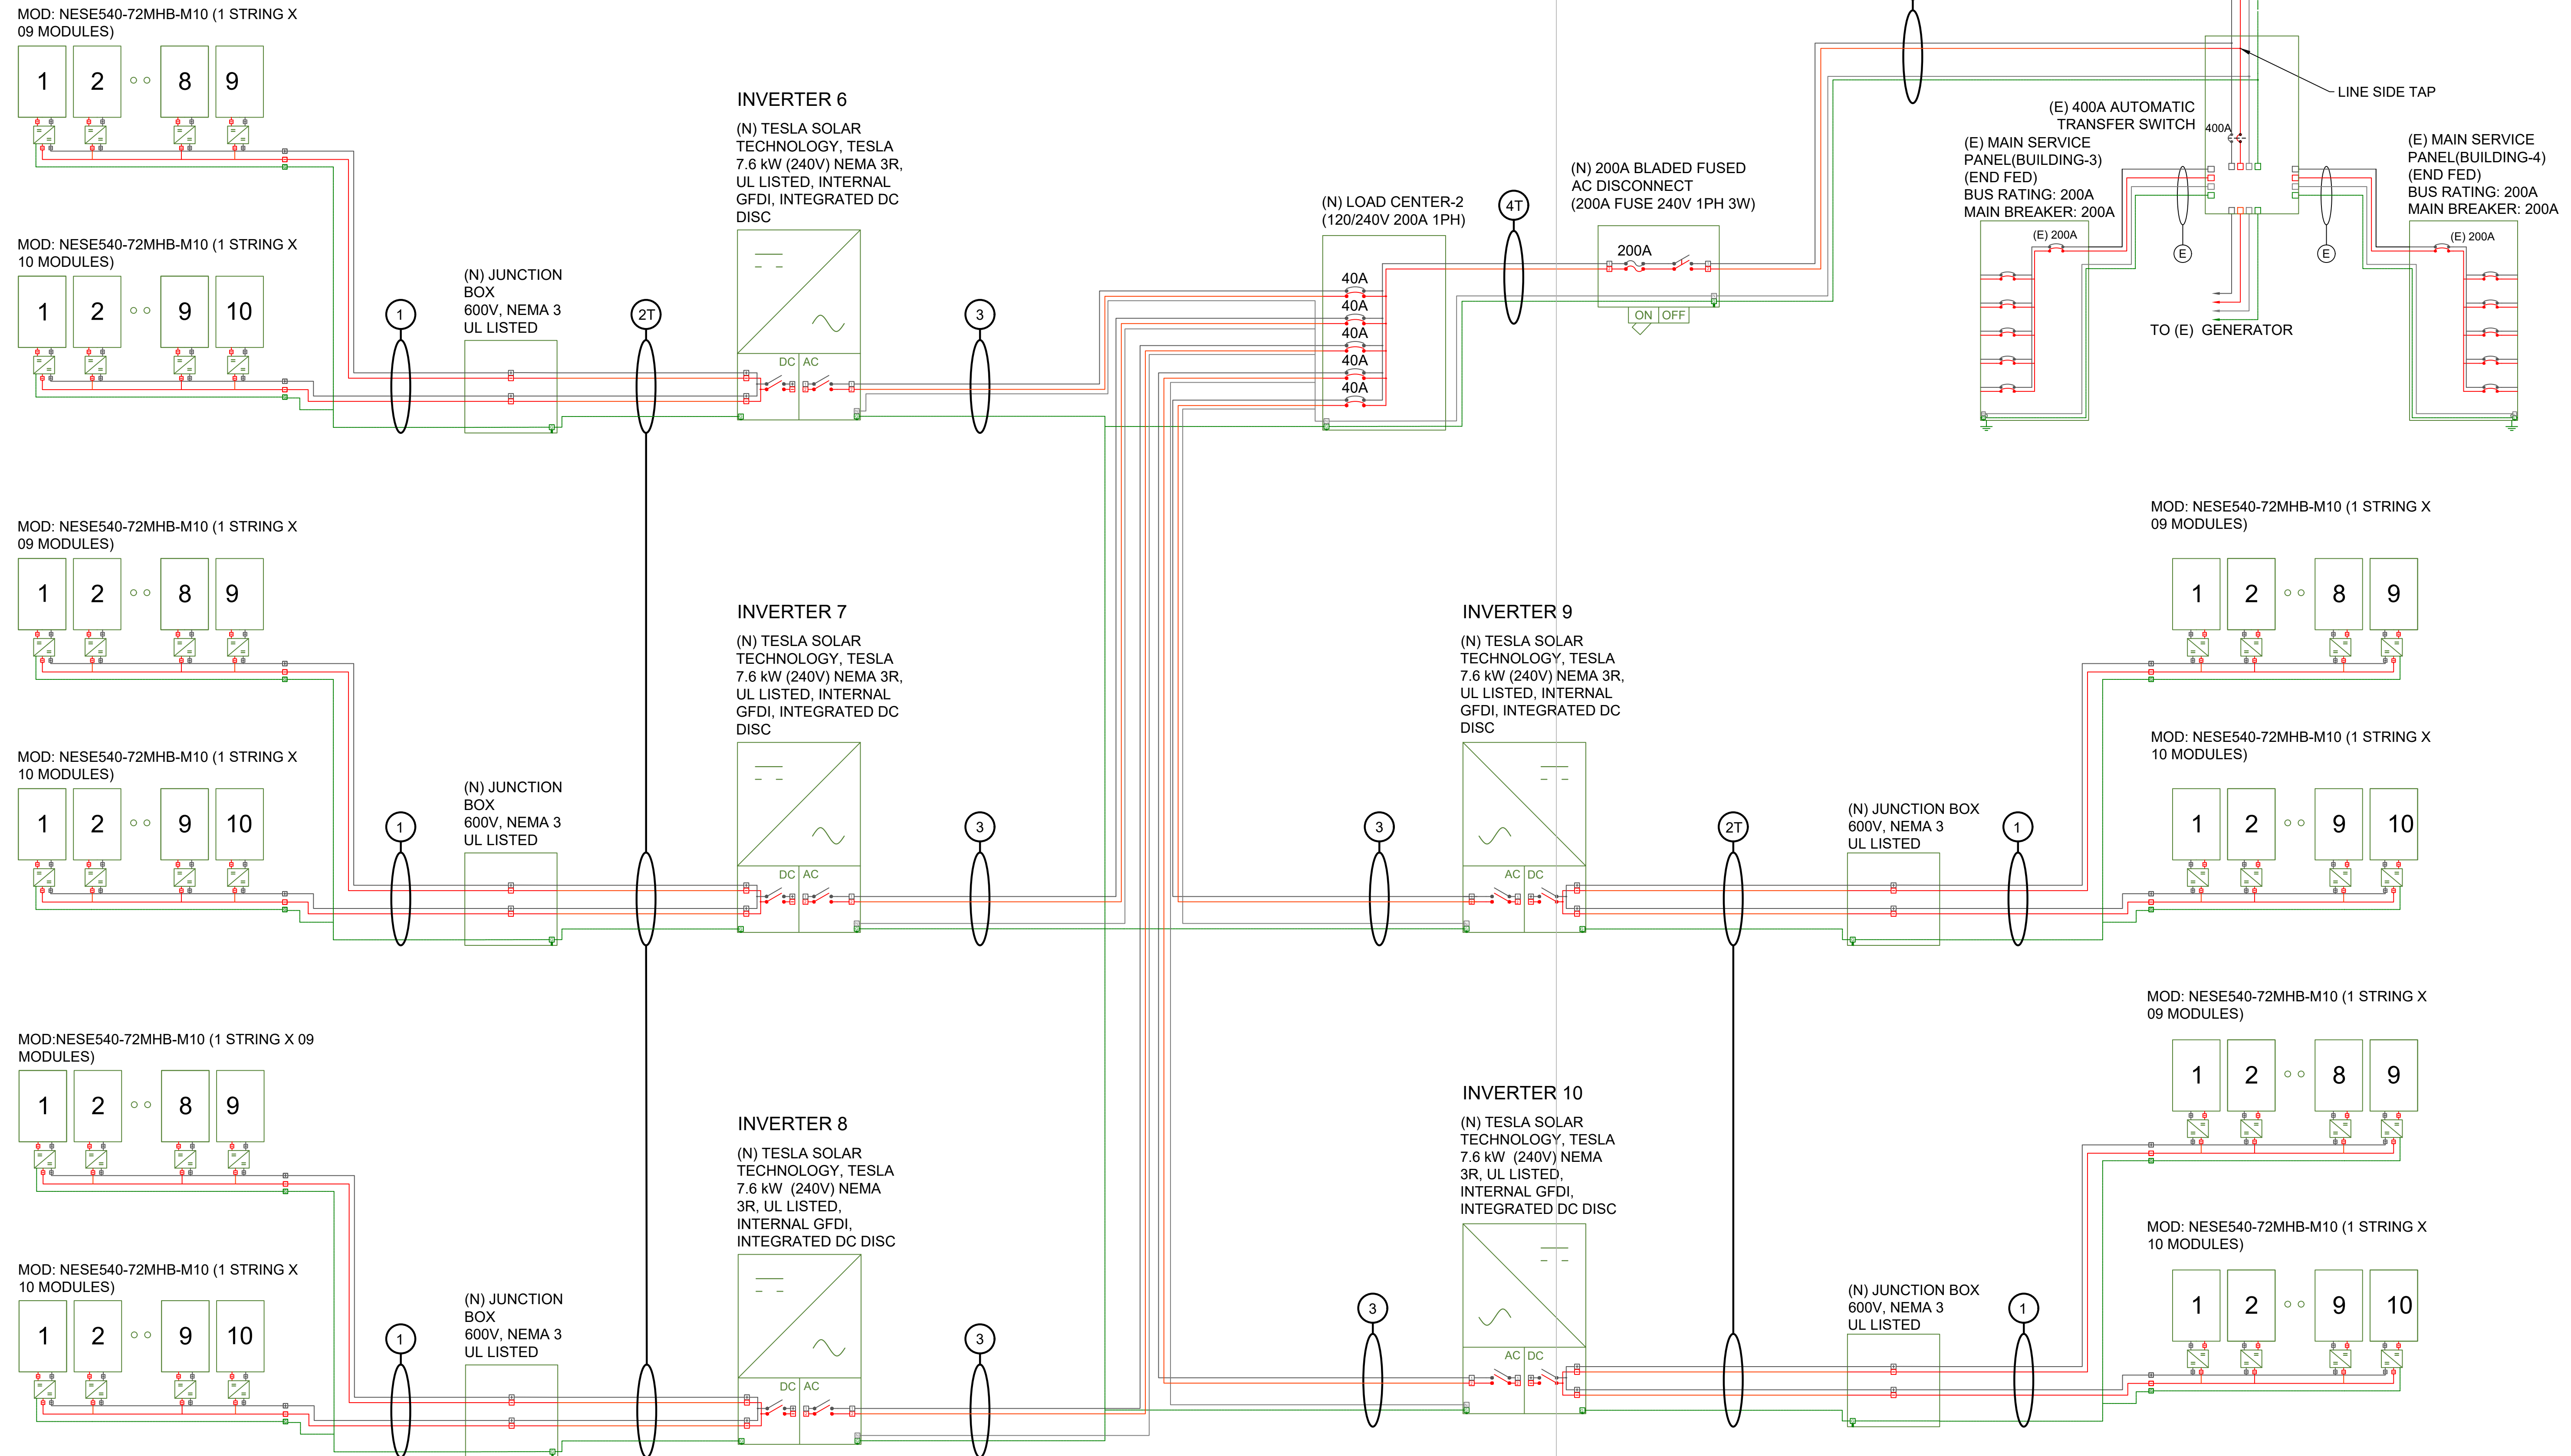 MOD: NESE540-72MHB-M10 (1 STRING X
09 MODULES)
1
2
8
9
MOD: NESE540-72MHB-M10 (1 STRING X
10 MODULES)
1
2
9
10
1
(N) JUNCTION
BOX
600V, NEMA 3
UL LISTED
2T
INVERTER 6
(N) TESLA SOLAR
TECHNOLOGY, TESLA
7.6 kW (240V) NEMA 3R,
UL LISTED, INTERNAL
GFDI, INTEGRATED DC
DISC
DC
AC
3
(N) LOAD CENTER-2
(120/240V 200A 1PH)
40A
40A
40A
40A
40A
4T
(N) 200A BLADED FUSED
AC DISCONNECT
(200A FUSE 240V 1PH 3W)
200A
ON
OFF
LINE SIDE TAP
(E) 400A AUTOMATIC
TRANSFER SWITCH
400A
(E) MAIN SERVICE
PANEL(BUILDING-3)
(END FED)
BUS RATING: 200A
MAIN BREAKER: 200A
(E) 200A
E
E
TO (E) GENERATOR
(E) MAIN SERVICE
PANEL(BUILDING-4)
(END FED)
BUS RATING: 200A
MAIN BREAKER: 200A
(E) 200A
MOD: NESE540-72MHB-M10 (1 STRING X
09 MODULES)
1
2
8
9
MOD: NESE540-72MHB-M10 (1 STRING X
10 MODULES)
1
2
9
10
1
(N) JUNCTION
BOX
600V, NEMA 3
UL LISTED
INVERTER 7
(N) TESLA SOLAR
TECHNOLOGY, TESLA
7.6 kW (240V) NEMA 3R,
UL LISTED, INTERNAL
GFDI, INTEGRATED DC
DISC
DC
AC
3
INVERTER 9
(N) TESLA SOLAR
TECHNOLOGY, TESLA
7.6 kW (240V) NEMA 3R,
UL LISTED, INTERNAL
GFDI, INTEGRATED DC
DISC
AC
DC
3
2T
(N) JUNCTION BOX
600V, NEMA 3
UL LISTED
1
MOD: NESE540-72MHB-M10 (1 STRING X
09 MODULES)
1
2
8
9
MOD: NESE540-72MHB-M10 (1 STRING X
10 MODULES)
1
2
9
10
MOD:NESE540-72MHB-M10 (1 STRING X 09
MODULES)
1
2
8
9
MOD: NESE540-72MHB-M10 (1 STRING X
10 MODULES)
1
2
9
10
1
(N) JUNCTION
BOX
600V, NEMA 3
UL LISTED
INVERTER 8
(N) TESLA SOLAR
TECHNOLOGY, TESLA
7.6 kW (240V) NEMA
3R, UL LISTED,
INTERNAL GFDI,
INTEGRATED DC DISC
DC
AC
3
INVERTER 10
(N) TESLA SOLAR
TECHNOLOGY, TESLA
7.6 kW (240V) NEMA
3R, UL LISTED,
INTERNAL GFDI,
INTEGRATED DC DISC
AC
DC
3
(N) JUNCTION BOX
600V, NEMA 3
UL LISTED
1
MOD: NESE540-72MHB-M10 (1 STRING X
09 MODULES)
1
2
8
9
MOD: NESE540-72MHB-M10 (1 STRING X
10 MODULES)
1
2
9
10